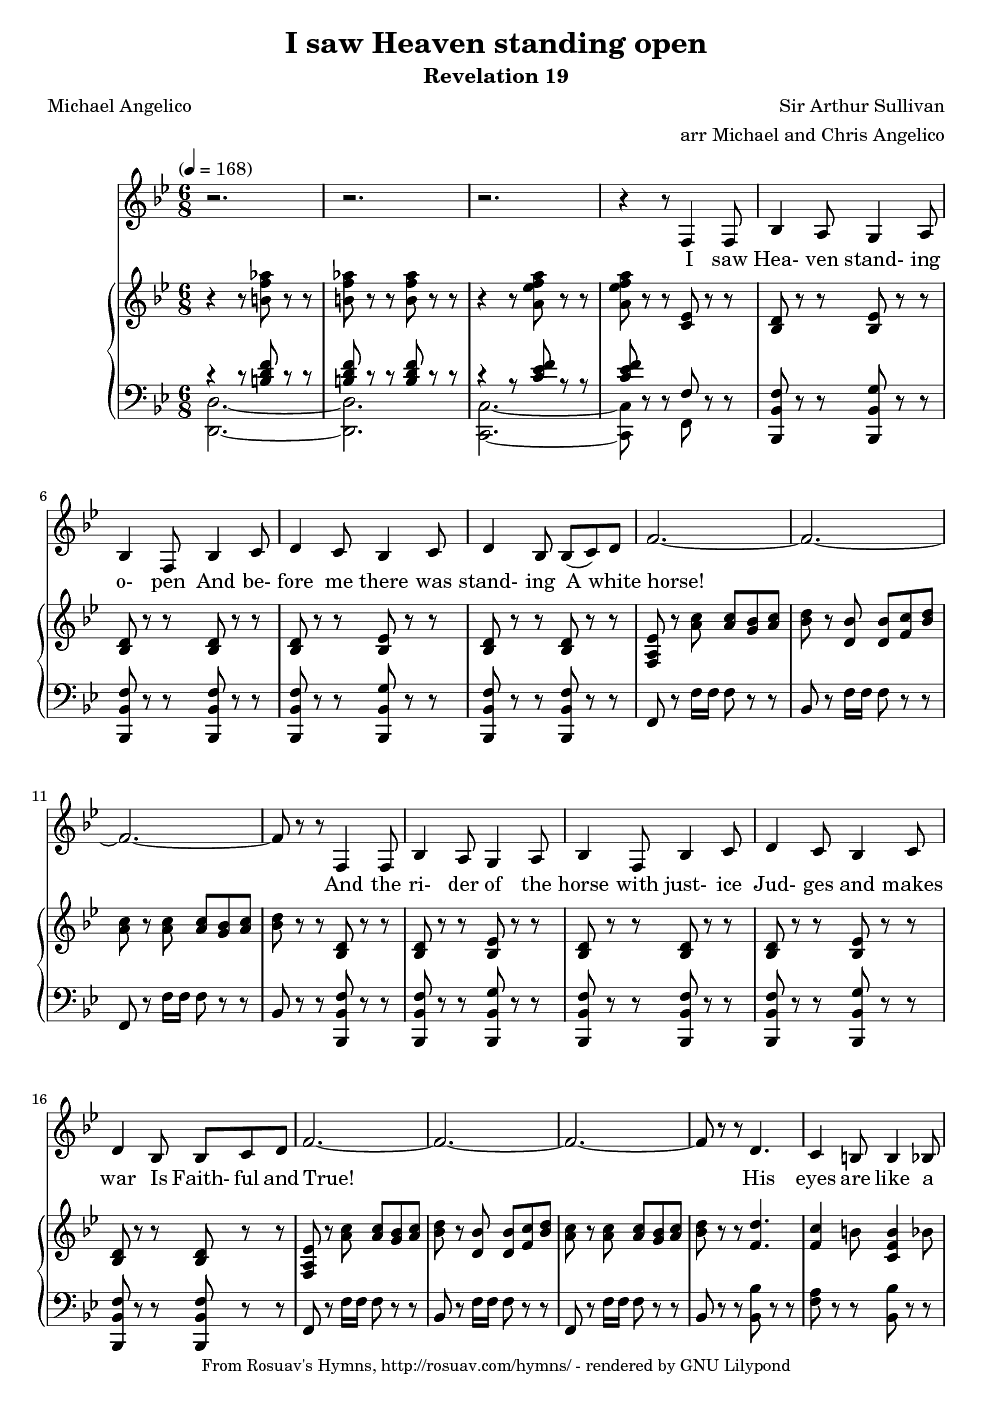 I saw Heaven standing open
Revelation 19
Michael Angelico
Sir Arthur Sullivan
arr Michael and Chris Angelico
(♩ = 168)
I saw Hea- ven stand- ing
6
o- pen And be- fore me there was stand- ing A white horse!
11
And the ri- der of the horse with just- ice Jud- ges and makes
16
war Is Faith- ful and True! His eyes are like a
From Rosuav's Hymns, http://rosuav.com/hymns/ - rendered by GNU Lilypond